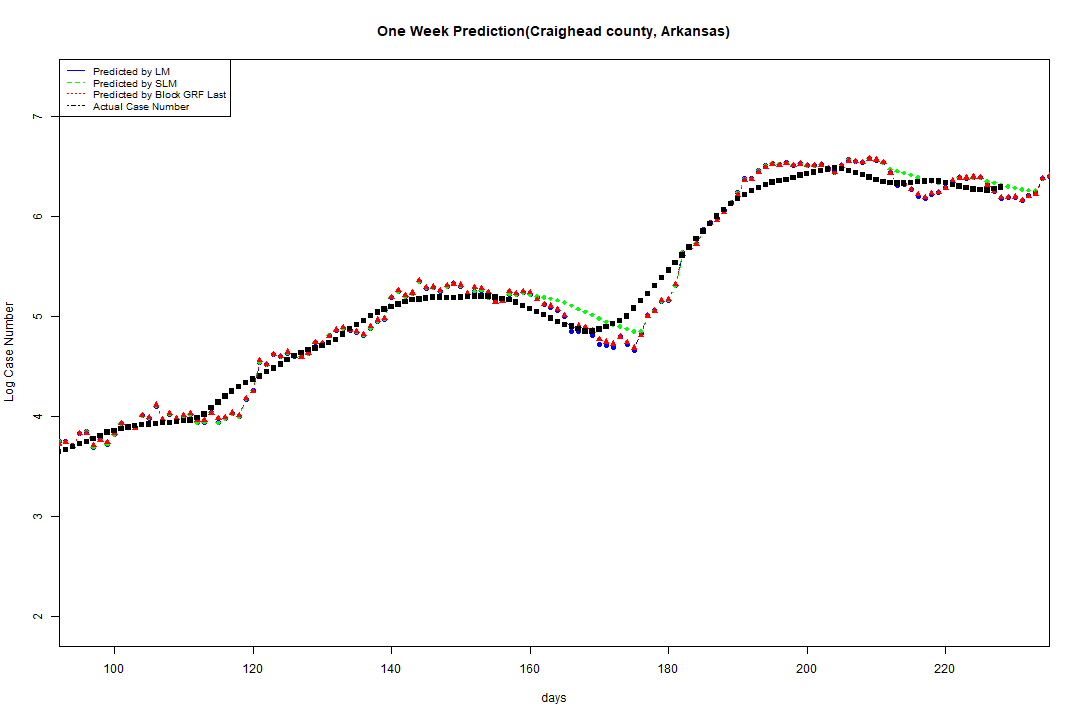 One Week Prediction(Craighead county, Arkansas)
Predicted by LM
Predicted by SLM
Predicted by Block GRF Last
Actual Case Number
7
6
5
4
3
2
Log Case Number
100 120 140 160 180 200 220
days